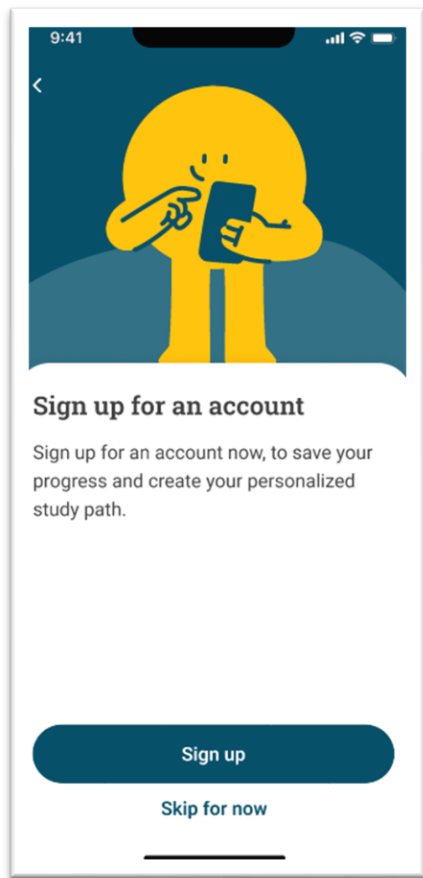 9:41
Sign up for an account
Sign up for an account now, to save your
progress and create your personalized
study path.
Sign up
Skip for now